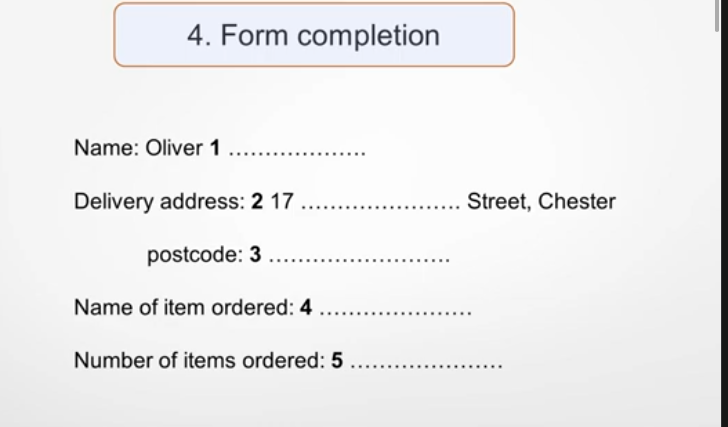 4. Form completion
Name: Oliver 1 ...................
Delivery address: 2 17 ...................... Street, Chester
postcode: 3 .........................
Name of item ordered: 4 .....................
Number of items ordered: 5 .....................